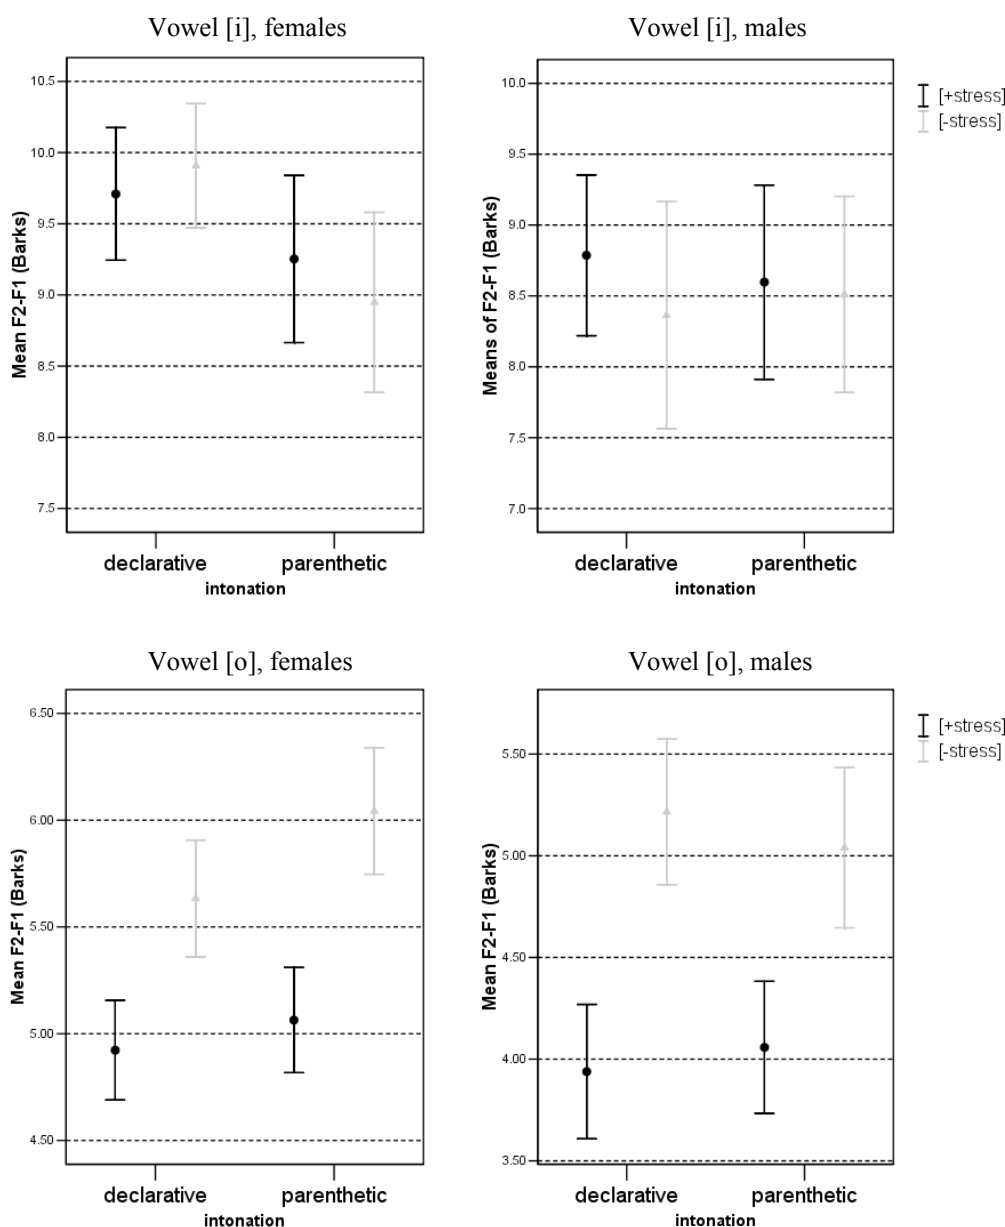 Vowel [i], females
10.5
10.0
9.5
9.0
8.5
8.0
7.5
Mean F2-F1 (Barks)
declarative parenthetic
intonation
Vowel [i], males
10.0
9.5
9.0
8.5
8.0
7.5
7.0
Means of F2-F1 (Barks)
declarative parenthetic
intonation
[+stress]
[-stress]
Vowel [o], females
6.50
6.00
5.50
5.00
4.50
Mean F2-F1 (Barks)
declarative parenthetic
intonation
Vowel [o], males
5.50
5.00
4.50
4.00
3.50
Mean F2-F1 (Barks)
declarative parenthetic
intonation
[+stress]
[-stress]